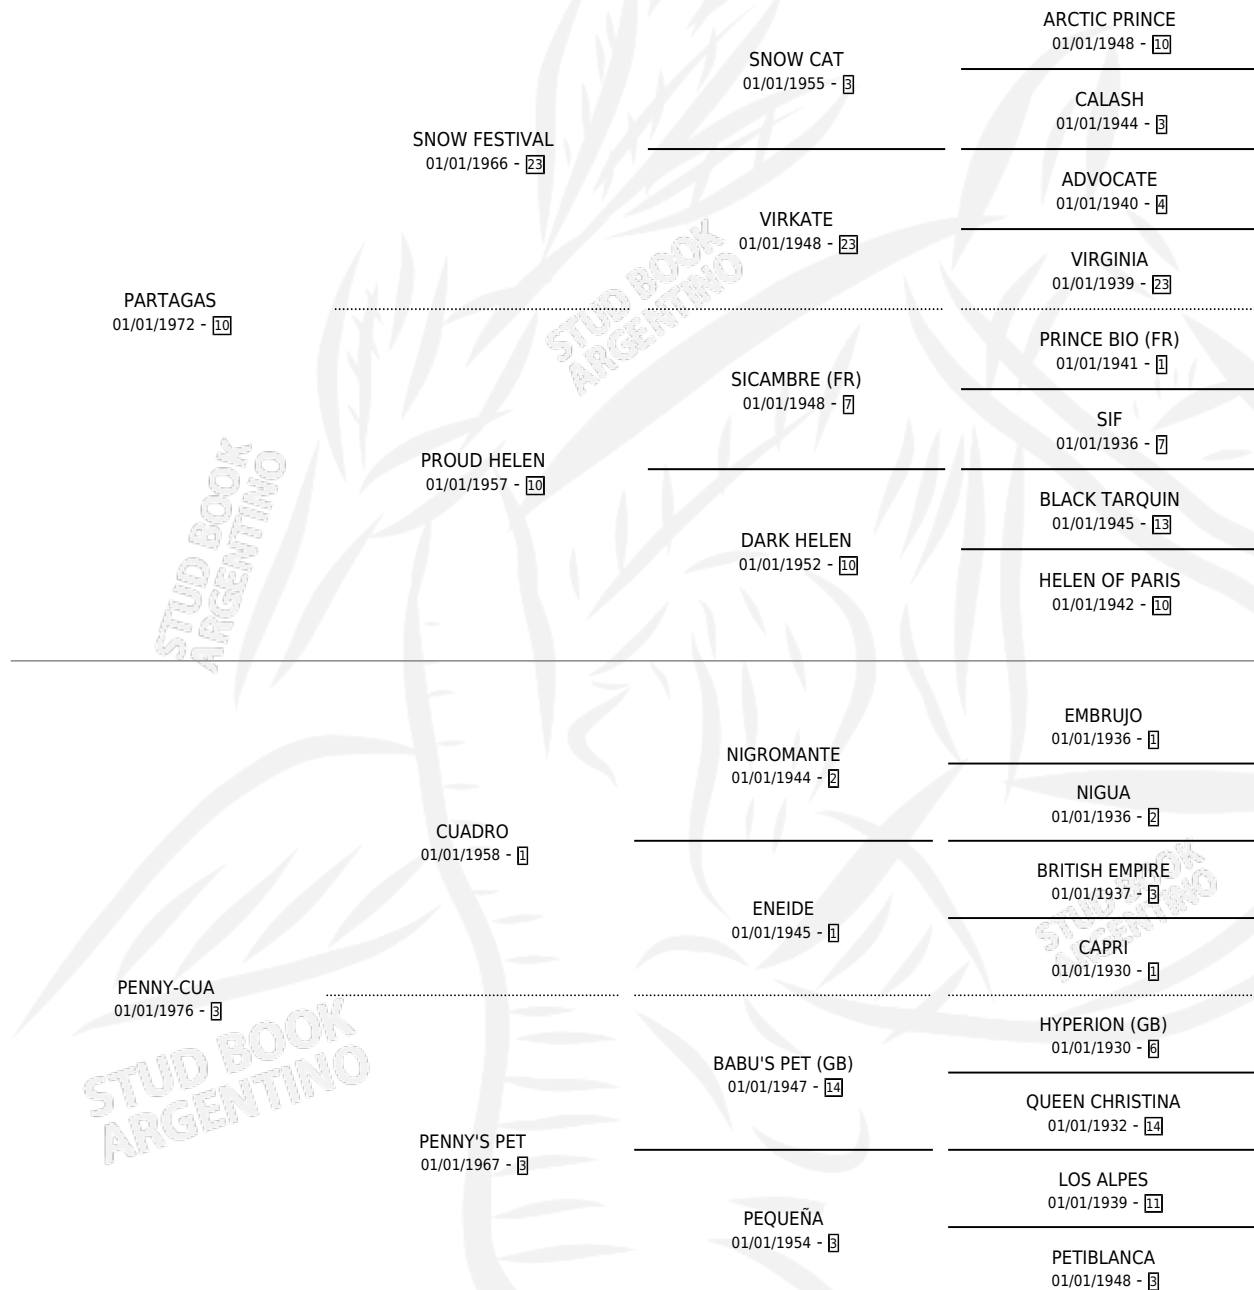 ARCTIC PRINCE
01/01/1948 - 10
SNOW CAT
01/01/1955 - 3
CALASH
01/01/1944 - 3
SNOW FESTIVAL
01/01/1966 - 23
ADVOCATE
01/01/1940 - 4
VIRKATE
01/01/1948 - 23
VIRGINIA
01/01/1939 - 23
PARTAGAS
01/01/1972 - 10
PRINCE BIO (FR)
01/01/1941 - 1
SICAMBRE (FR)
01/01/1948 - 7
SIF
01/01/1936 - 7
PROUD HELEN
01/01/1957 - 10
BLACK TARQUIN
01/01/1945 - 13
DARK HELEN
01/01/1952 - 10
HELEN OF PARIS
01/01/1942 - 10
EMBRUJO
01/01/1936 - 1
NIGROMANTE
01/01/1944 - 2
NIGUA
01/01/1936 - 2
CUADRO
01/01/1958 - 1
BRITISH EMPIRE
01/01/1937 - 3
ENEIDE
01/01/1945 - 1
CAPRI
01/01/1930 - 1
PENNY-CUA
01/01/1976 - 3
HYPERION (GB)
01/01/1930 - 6
BABU'S PET (GB)
01/01/1947 - 14
QUEEN CHRISTINA
01/01/1932 - 14
PENNY'S PET
01/01/1967 - 3
LOS ALPES
01/01/1939 - 11
PEQUEÑA
01/01/1954 - 3
PETIBLANCA
01/01/1948 - 3
STUD BOOK
ARGENTINO
STUD BOOK
ARGENTINO
STUD BOOK
ARGENTINO
STUD BOOK
ARGENTINO